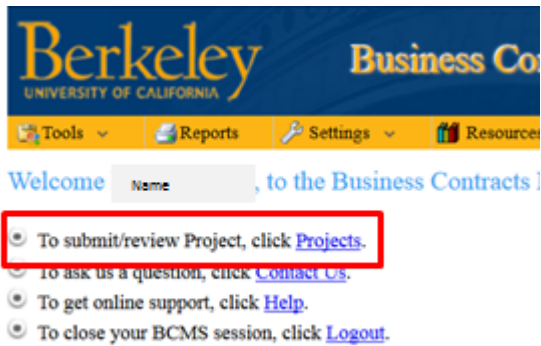 Berkeley
UNIVERSITY OF CALIFORNIA
Business Co
Tools Reports Settings Resources
Welcome Name, to the Business Contracts
To submit/review Project, click Projects.
To ask us a question, click Contact Us.
To get online support, click Help.
To close your BCMS session, click Logout.